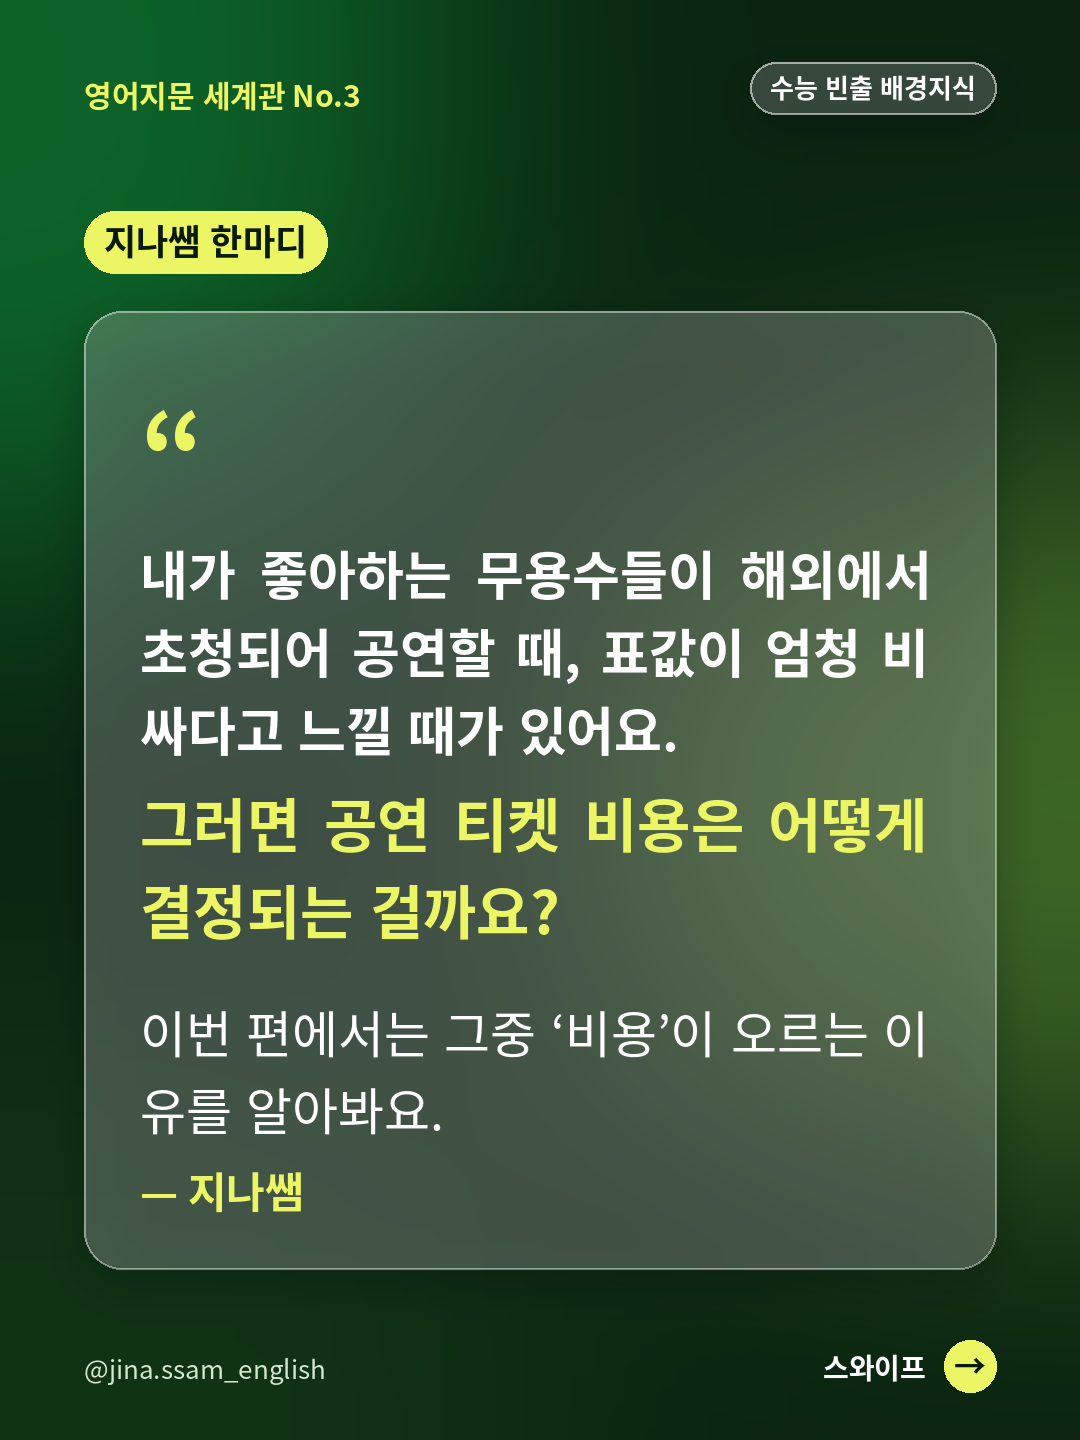 영어지문 세계관 No.3
수능 빈출 배경지식
지나쌤 한마디
“
내가 좋아하는 무용수들이 해외에서
초청되어 공연할 때, 표값이 엄청 비
싸다고 느낄 때가 있어요.
그러면 공연 티켓 비용은 어떻게
결정되는 걸까요?
이번 편에서는 그중 ‘비용’이 오르는 이
유를 알아봐요.
— 지나쌤
@jina.ssam_english
스와이프 →